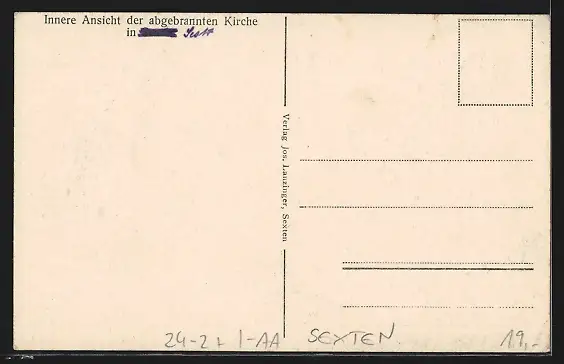 Innere Ansicht der abgebrannten Kirche
in
Verlag Jos. Lanzinger, Sexten
24-2+ 1-AA
SEXTEN
19,-